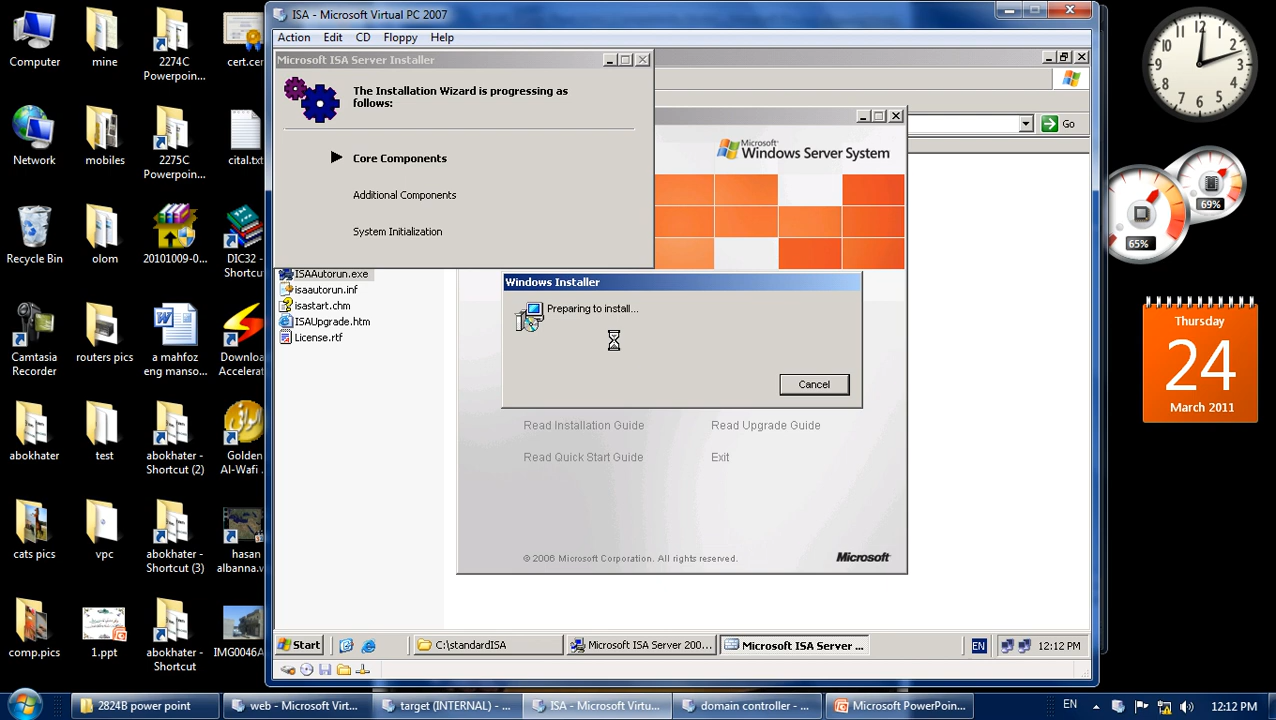 ISA - Microsoft Virtual PC 2007
Action Edit CD Floppy Help
Microsoft ISA Server Installer
The Installation Wizard is progressing as
follows:
Core Components
Additional Components
System Initialization
Go
Microsoft
Windows Server System
ISAAutorun.exe
isaautorun.inf
isastart.chm
ISAUpgrade.htm
License.rtf
Windows Installer
Preparing to install...
Cancel
Read Installation Guide
Read Upgrade Guide
Read Quick Start Guide
Exit
© 2006 Microsoft Corporation. All rights reserved.
Microsoft
Start
C:\standardISA
Microsoft ISA Server 200...
Microsoft ISA Server ...
EN
12:12 PM
Computer
mine
2274C
Powerpoin...
cert.cer
Network
mobiles
2275C
Powerpoin...
cital.txt
Recycle Bin
olom
20101009-0...
DIC32 -
Shortcut
Camtasia
Recorder
routers pics
a mahfoz
eng manso...
Downloa
Accelerat
abokhater
test
abokhater -
Shortcut (2)
Golden
Al-Wafi
cats pics
vpc
abokhater -
Shortcut (3)
hasan
albanna.w
comp.pics
1.ppt
abokhater -
Shortcut
IMG0046A
12
3
6
9
69%
65%
Thursday
24
March 2011
2824B power point
web - Microsoft Virt...
target (INTERNAL) - ...
ISA - Microsoft Virtu...
domain controller - ...
Microsoft PowerPoin...
EN
12:12 PM